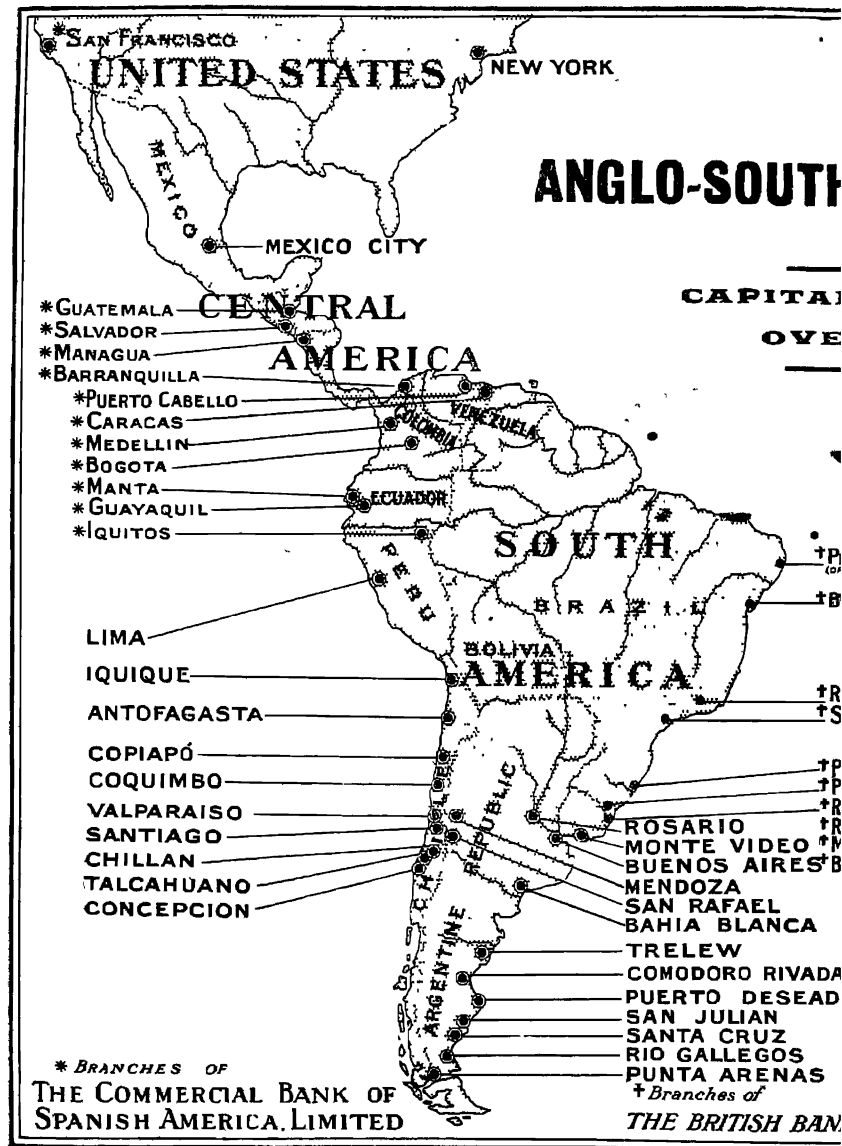 *San Francisco
UNITED STATES
NEW YORK
MEXICO
ANGLO-SOUTH
MEXICO CITY
CAPITA
OVE
*GUATEMALA
CENTRAL
*SALVADOR
*MANAGUA
AMERICA
*BARRANQUILLA
*PUERTO CABELLO
*CARACAS
COLOMBIA
VENEZUELA
*MEDELLIN
*BOGOTA
*MANTA
ECUADOR
*GUAYAQUIL
*IQUITOS
SOUTH
PERU
BRAZIL
†P
†B
LIMA
BOLIVIA
AMERICA
IQUIQUE
†R
†S
ANTOFAGASTA
COPIAPÓ
COQUIMBO
CHILE
ARGENTINE REPUBLIC
†P
†P
†R
VALPARAISO
ROSARIO †R
SANTIAGO
MONTE VIDEO †M
CHILLAN
BUENOS AIRES †B
TALCAHUANO
MENDOZA
CONCEPCION
SAN RAFAEL
BAHIA BLANCA
TRELEW
COMODORO RIVADA
PUERTO DESEAD
SAN JULIAN
SANTA CRUZ
RIO GALLEGOS
PUNTA ARENAS
* BRANCHES OF
THE COMMERCIAL BANK OF
SPANISH AMERICA, LIMITED
† Branches of
THE BRITISH BAN